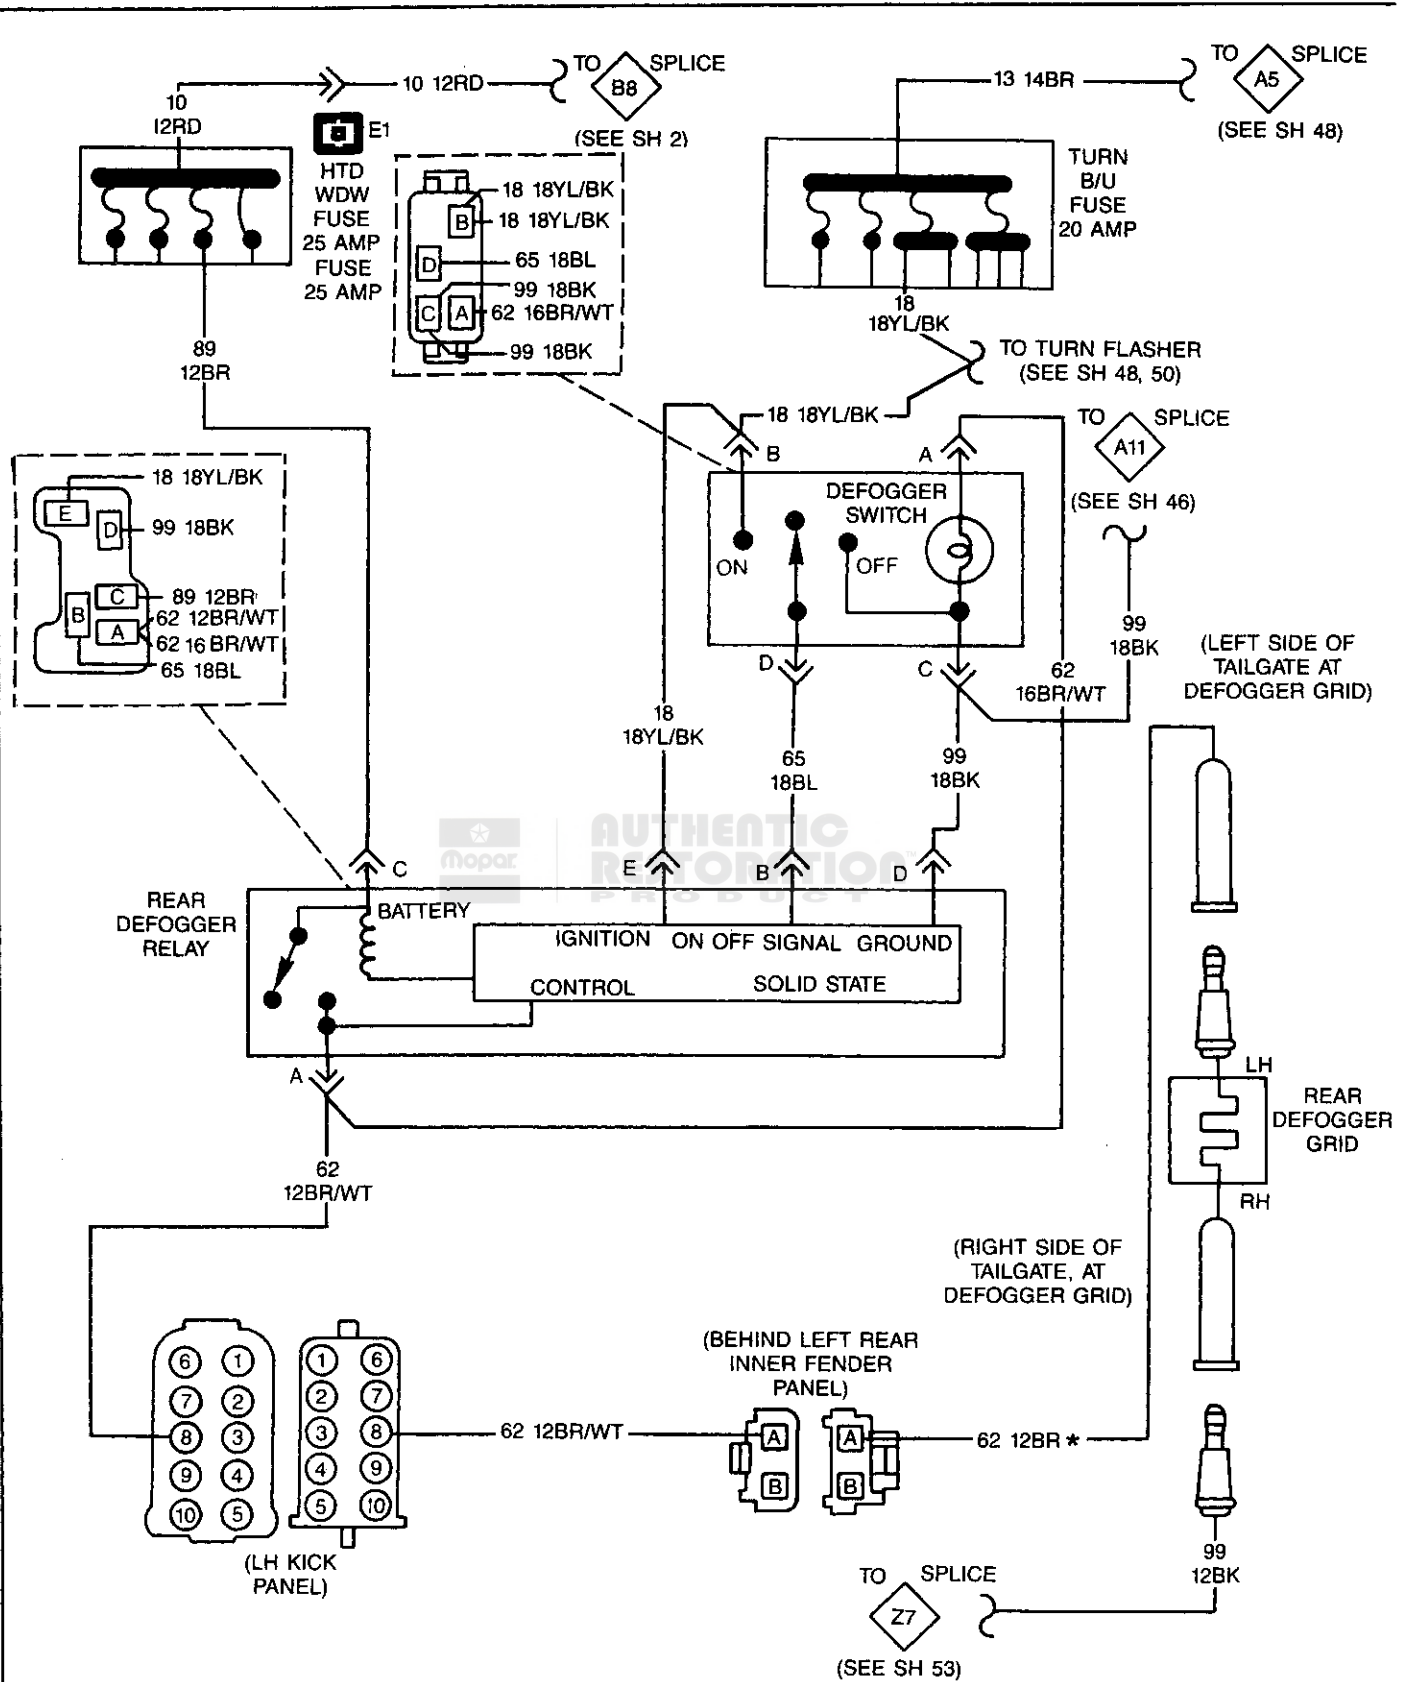 TO B8 SPLICE
(SEE SH 2)
10 12RD
10
12RD
E1
HTD
WDW
FUSE
25 AMP
FUSE
25 AMP
B
18 18YL/BK
18 18YL/BK
D
65 18BL
99 18BK
C
A
62 16BR/WT
99 18BK
13 14BR
TO A5 SPLICE
(SEE SH 48)
TURN
B/U
FUSE
20 AMP
18
18YL/BK
TO TURN FLASHER
(SEE SH 48, 50)
89
12BR
18 18YL/BK
TO A11 SPLICE
(SEE SH 46)
B
A
DEFOGGER
SWITCH
ON
OFF
D
C
E
18 18YL/BK
D
99 18BK
C
89 12BR
B
62 12BR/WT
A
62 16 BR/WT
65 18BL
99
18BK
62
16BR/WT
(LEFT SIDE OF
TAILGATE AT
DEFOGGER GRID)
18
18YL/BK
65
18BL
99
18BK
mopar
AUTHENTIC
RESTORATION™
PRODUCT
C
E
B
D
REAR
DEFOGGER
RELAY
BATTERY
IGNITION
ON OFF SIGNAL
GROUND
CONTROL
SOLID STATE
A
LH
REAR
DEFOGGER
GRID
RH
62
12BR/WT
(RIGHT SIDE OF
TAILGATE, AT
DEFOGGER GRID)
6 1
7 2
8 3
9 4
10 5
1 6
2 7
3 8
4 9
5 10
(LH KICK
PANEL)
62 12BR/WT
(BEHIND LEFT REAR
INNER FENDER
PANEL)
A
B
A
B
62 12BR *
99
12BK
TO Z7 SPLICE
(SEE SH 53)